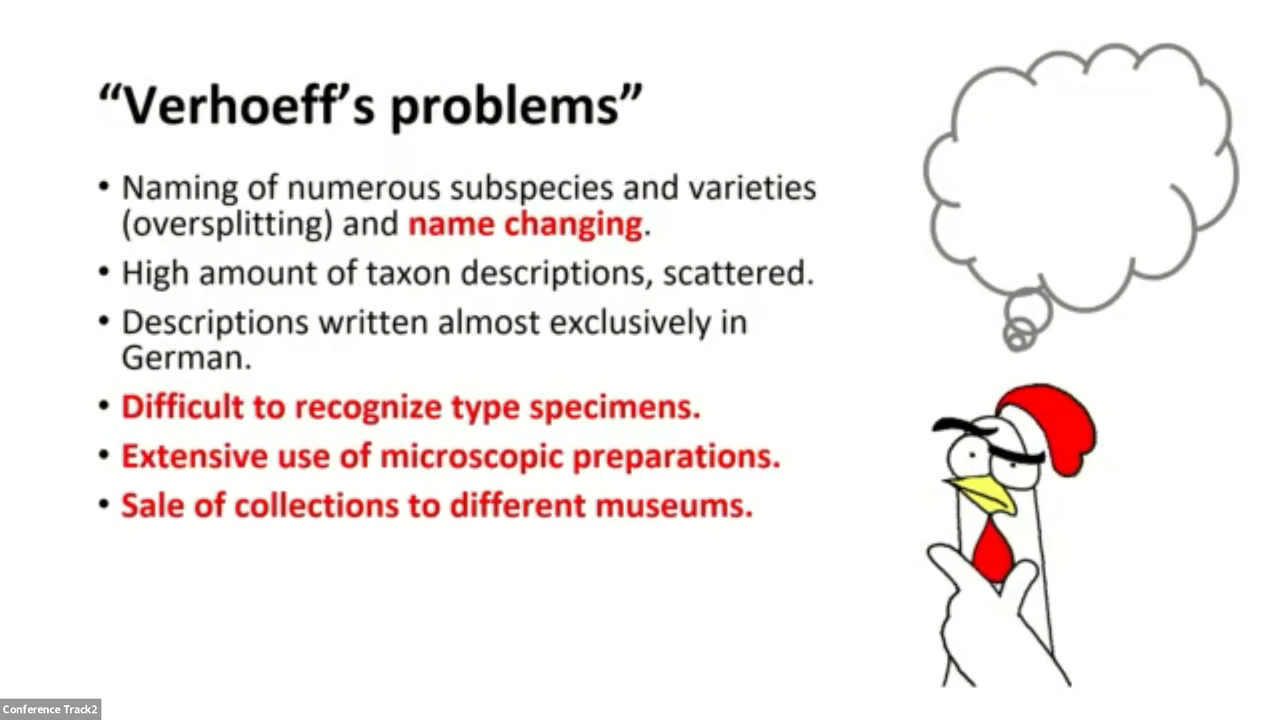 “Verhoeff’s problems”
• Naming of numerous subspecies and varieties
(oversplitting) and name changing.
• High amount of taxon descriptions, scattered.
• Descriptions written almost exclusively in
German.
• Difficult to recognize type specimens.
• Extensive use of microscopic preparations.
• Sale of collections to different museums.
Conference Track2